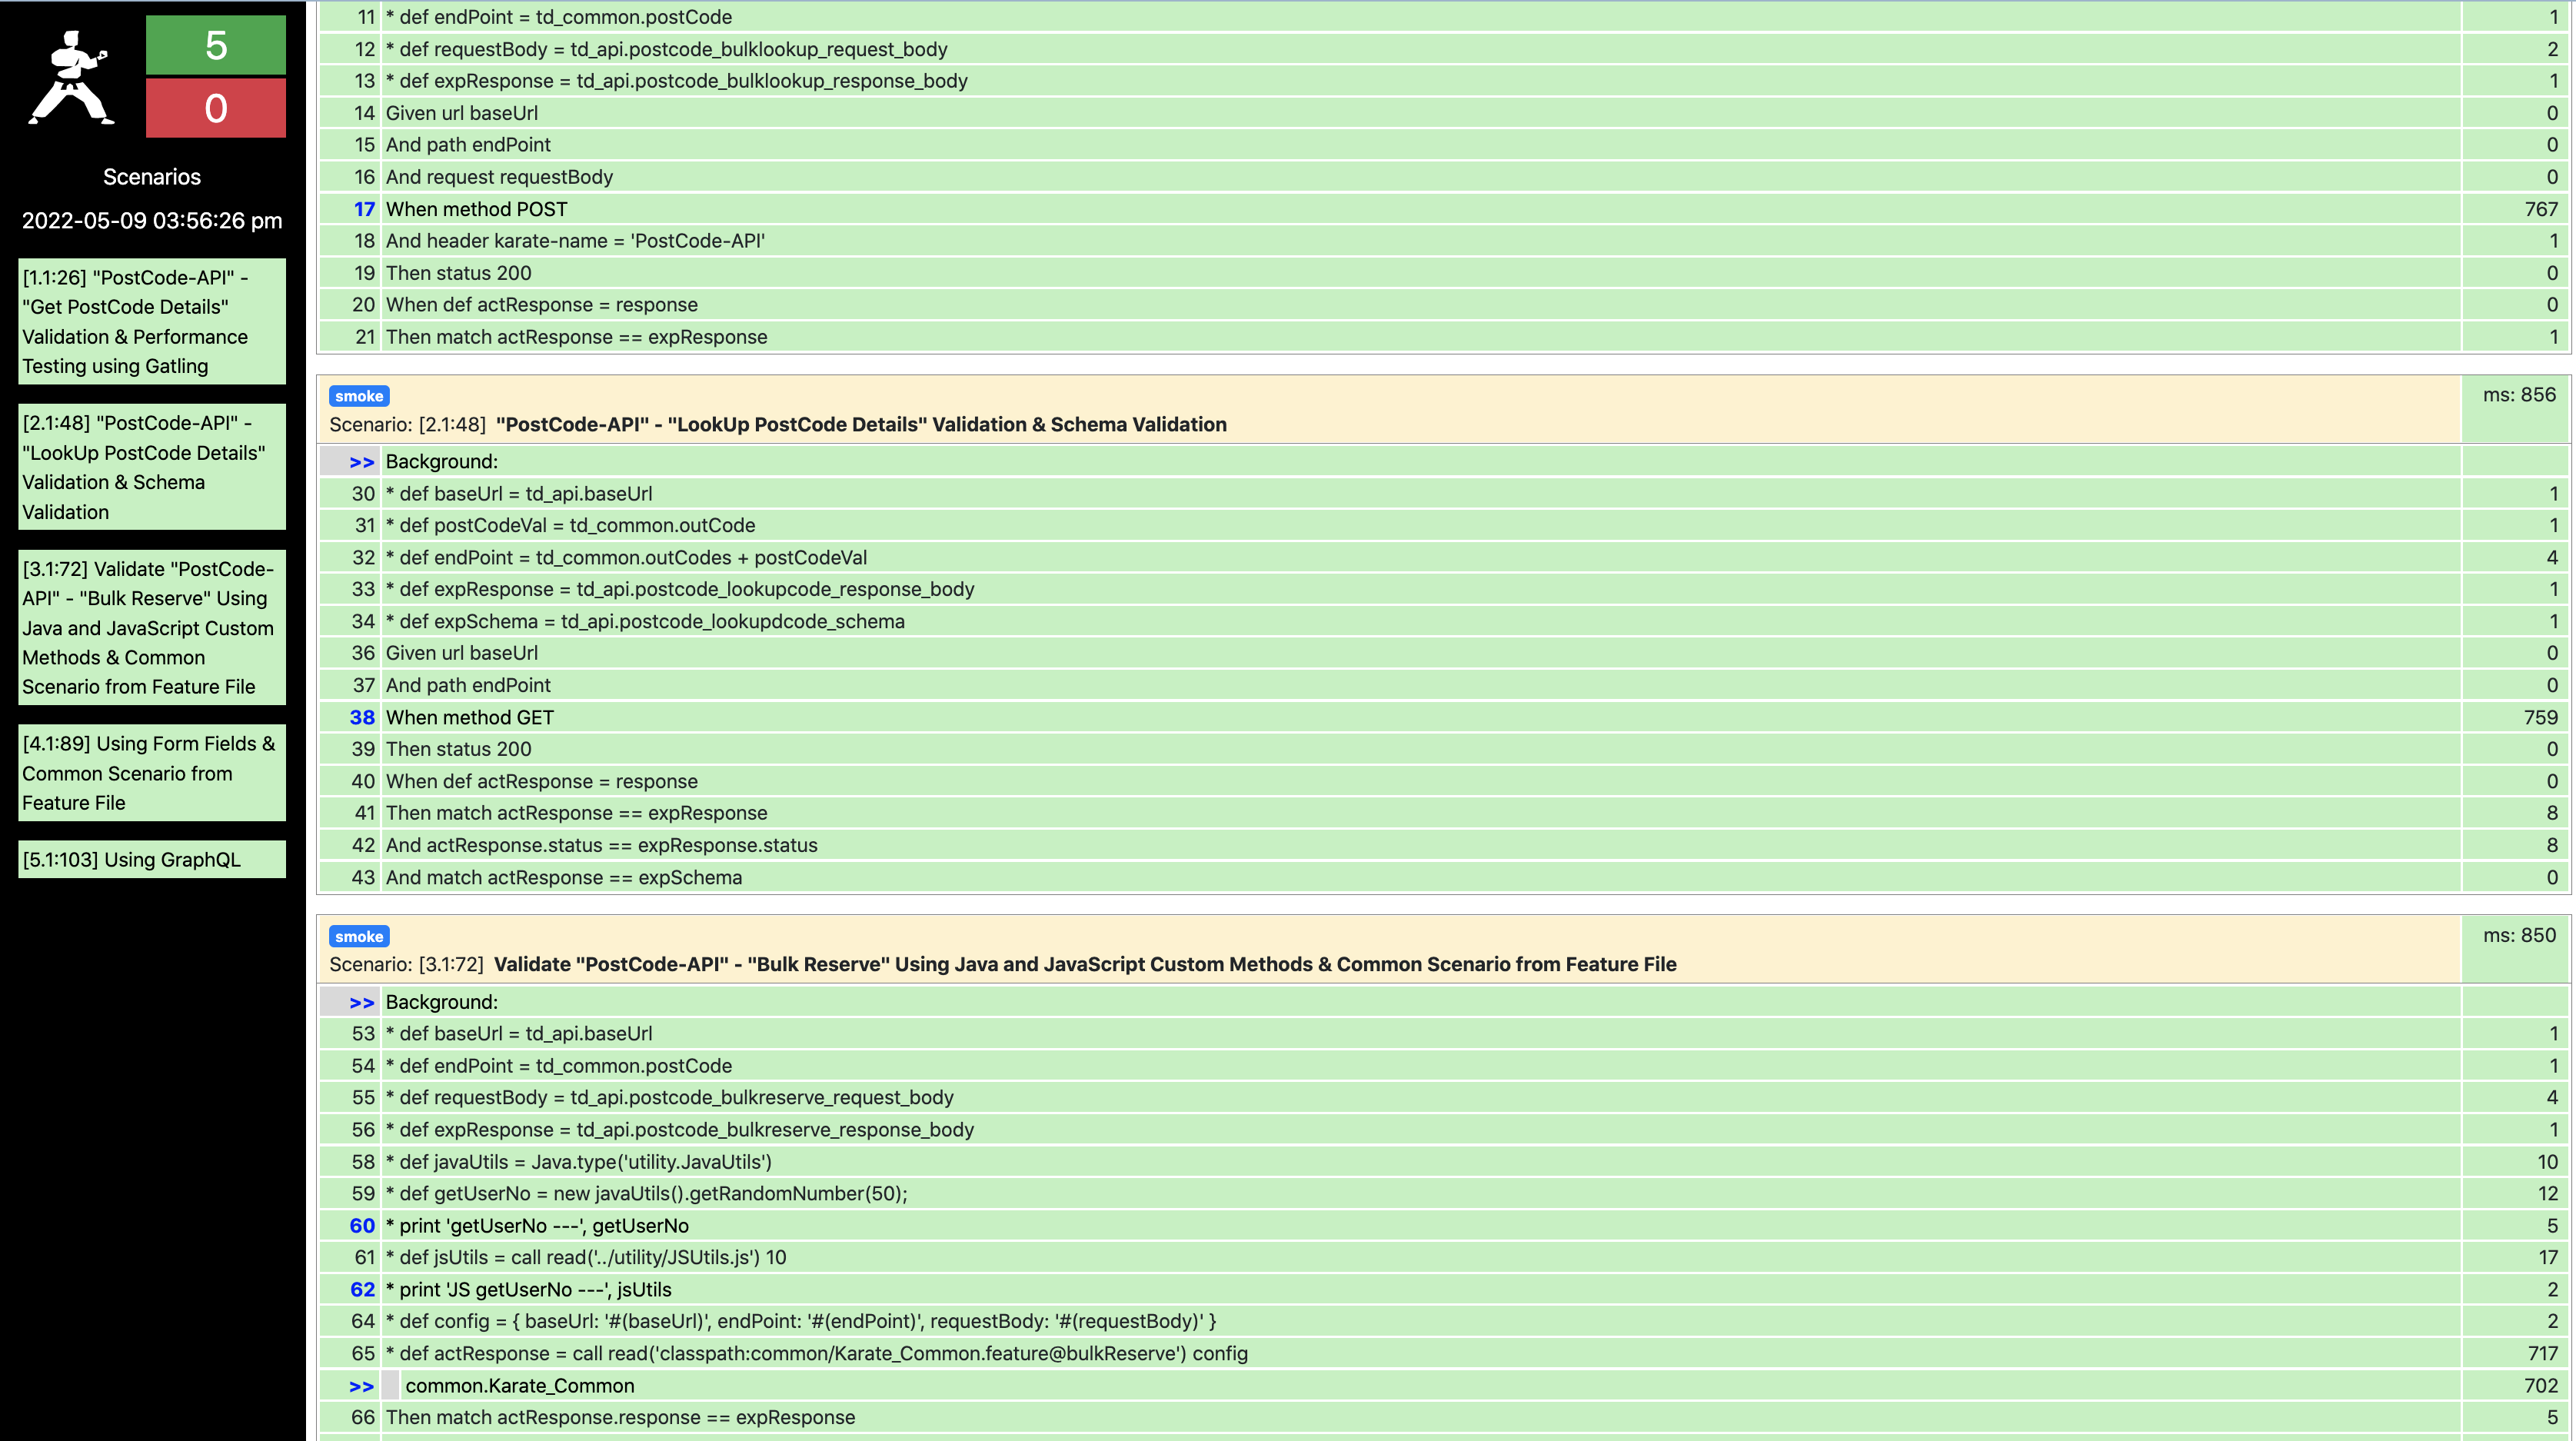 5
0
Scenarios
2022-05-09 03:56:26 pm
[1.1:26] "PostCode-API" -
"Get PostCode Details"
Validation & Performance
Testing using Gatling
[2.1:48] "PostCode-API" -
"LookUp PostCode Details"
Validation & Schema
Validation
[3.1:72] Validate "PostCode-
API" - "Bulk Reserve" Using
Java and JavaScript Custom
Methods & Common
Scenario from Feature File
[4.1:89] Using Form Fields &
Common Scenario from
Feature File
[5.1:103] Using GraphQL
11 * def endPoint = td_common.postCode 1
12 * def requestBody = td_api.postcode_bulklookup_request_body 2
13 * def expResponse = td_api.postcode_bulklookup_response_body 1
14 Given url baseUrl 0
15 And path endPoint 0
16 And request requestBody 0
17 When method POST 767
18 And header karate-name = 'PostCode-API' 1
19 Then status 200 0
20 When def actResponse = response 0
21 Then match actResponse == expResponse 1
smoke ms: 856
Scenario: [2.1:48] "PostCode-API" - "LookUp PostCode Details" Validation & Schema Validation
>> Background:
30 * def baseUrl = td_api.baseUrl 1
31 * def postCodeVal = td_common.outCode 1
32 * def endPoint = td_common.outCodes + postCodeVal 4
33 * def expResponse = td_api.postcode_lookupcode_response_body 1
34 * def expSchema = td_api.postcode_lookupdcode_schema 1
36 Given url baseUrl 0
37 And path endPoint 0
38 When method GET 759
39 Then status 200 0
40 When def actResponse = response 0
41 Then match actResponse == expResponse 8
42 And actResponse.status == expResponse.status 8
43 And match actResponse == expSchema 0
smoke ms: 850
Scenario: [3.1:72] Validate "PostCode-API" - "Bulk Reserve" Using Java and JavaScript Custom Methods & Common Scenario from Feature File
>> Background:
53 * def baseUrl = td_api.baseUrl 1
54 * def endPoint = td_common.postCode 1
55 * def requestBody = td_api.postcode_bulkreserve_request_body 4
56 * def expResponse = td_api.postcode_bulkreserve_response_body 1
58 * def javaUtils = Java.type('utility.JavaUtils') 10
59 * def getUserNo = new javaUtils().getRandomNumber(50); 12
60 * print 'getUserNo ---', getUserNo 5
61 * def jsUtils = call read('../utility/JSUtils.js') 10 17
62 * print 'JS getUserNo ---', jsUtils 2
64 * def config = { baseUrl: '#(baseUrl)', endPoint: '#(endPoint)', requestBody: '#(requestBody)' } 2
65 * def actResponse = call read('classpath:common/Karate_Common.feature@bulkReserve') config 717
>> common.Karate_Common 702
66 Then match actResponse.response == expResponse 5